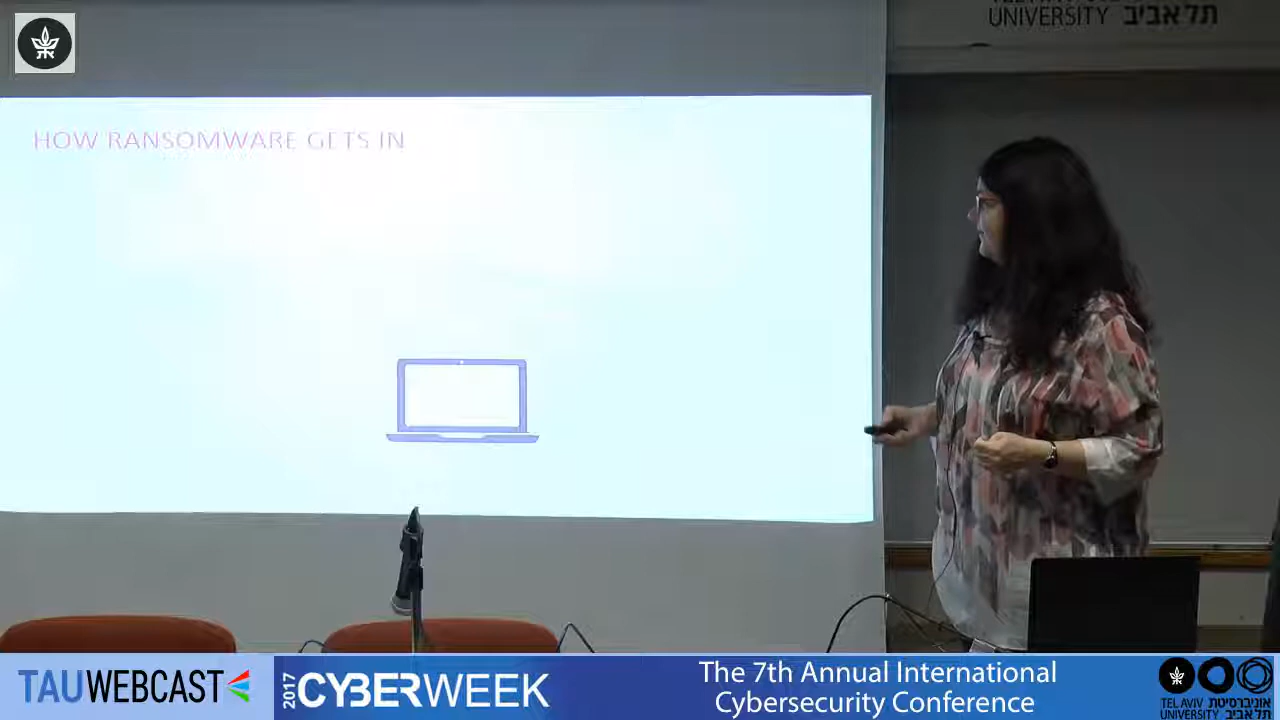 UNIVERSITY תל אביב
HOW RANSOMWARE GETS IN
TAUWEBCAST
2017 CYBERWEEK
The 7th Annual International
Cybersecurity Conference
TEL AVIV אוניברסיטת
UNIVERSITY תל אביב